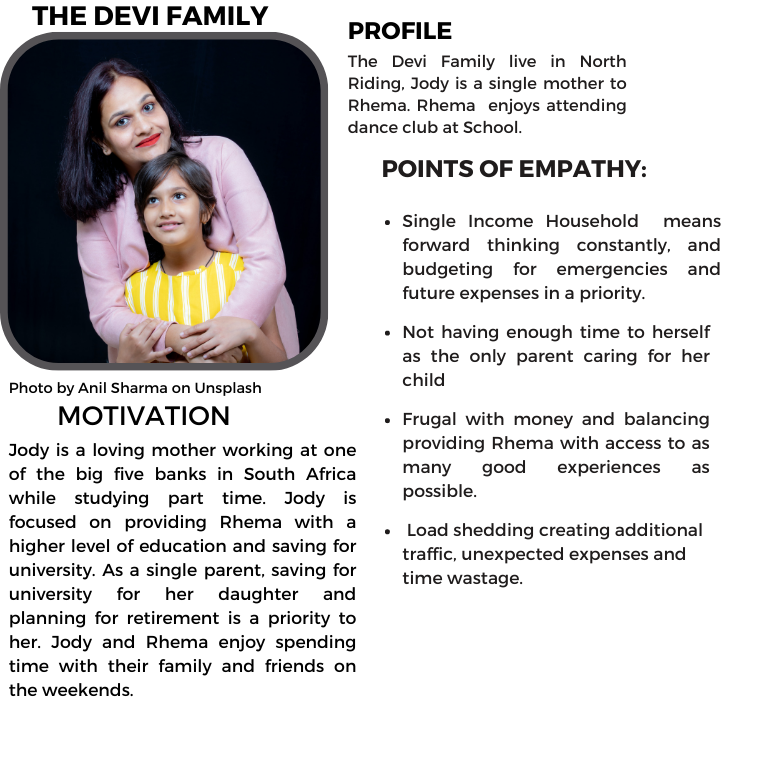 THE DEVI FAMILY
Photo by Anil Sharma on Unsplash
MOTIVATION
Jody is a loving mother working at one
of the big five banks in South Africa
while studying part time. Jody is
focused on providing Rhema with a
higher level of education and saving for
university. As a single parent, saving for
university for her daughter and
planning for retirement is a priority to
her. Jody and Rhema enjoy spending
time with their family and friends on
the weekends.
PROFILE
The Devi Family live in North
Riding, Jody is a single mother to
Rhema. Rhema enjoys attending
dance club at School.
POINTS OF EMPATHY:
• Single Income Household means
forward thinking constantly, and
budgeting for emergencies and
future expenses in a priority.
• Not having enough time to herself
as the only parent caring for her
child
• Frugal with money and balancing
providing Rhema with access to as
many good experiences as
possible.
• Load shedding creating additional
traffic, unexpected expenses and
time wastage.